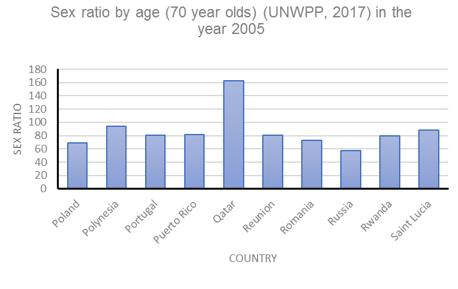 Sex ratio by age (70 year olds) (UNWPP, 2017) in the
year 2005
180
160
140
120
100
80
60
40
20
0
SEX RATIO
Poland
Polynesia
Portugal
Puerto Rico
Qatar
Reunion
Romania
Russia
Rwanda
Saint Lucia
COUNTRY